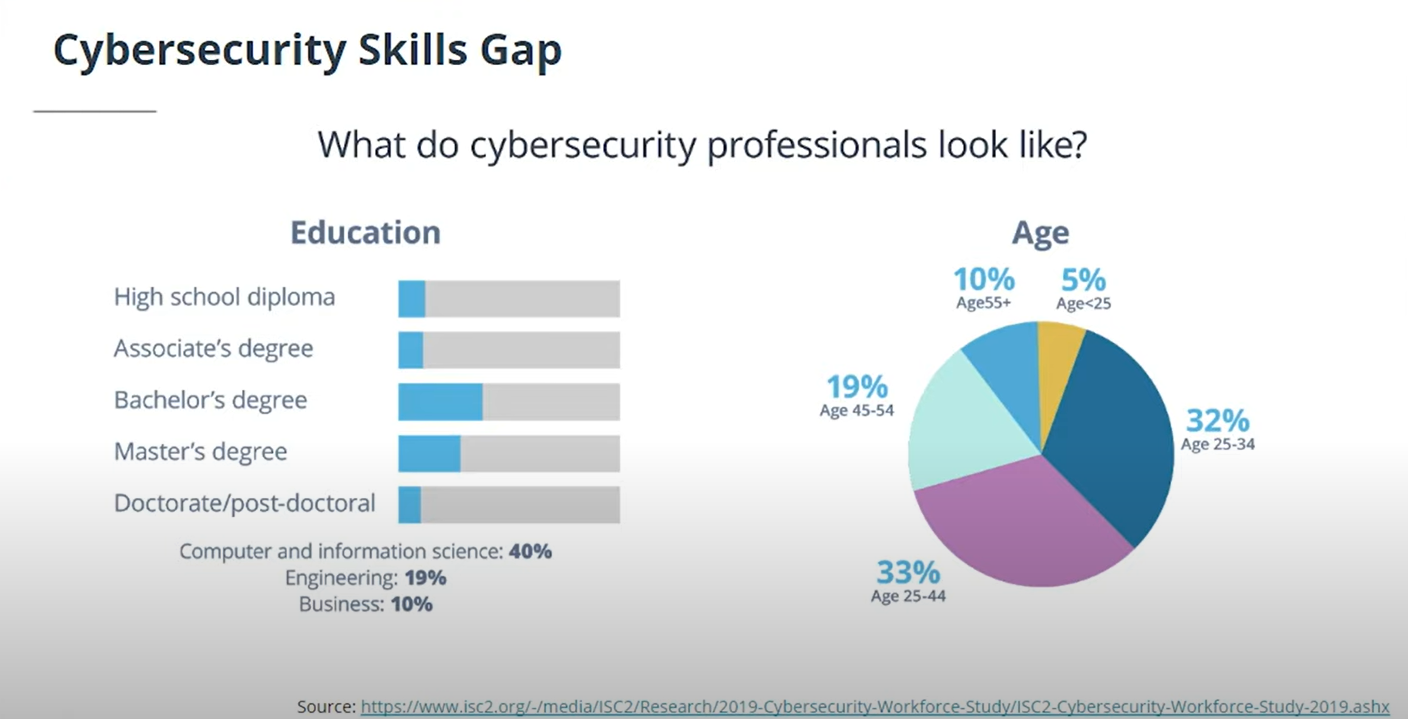 Cybersecurity Skills Gap
What do cybersecurity professionals look like?
Education
High school diploma
Associate's degree
Bachelor's degree
Master's degree
Doctorate/post-doctoral
Computer and information science: 40%
Engineering: 19%
Business: 10%
Age
10%
Age55+
5%
Age<25
19%
Age 45-54
32%
Age 25-34
33%
Age 25-44
Source: https://www.isc2.org/-/media/ISC2/Research/2019-Cybersecurity-Workforce-Study/ISC2-Cybersecurity-Workforce-Study-2019.ashx